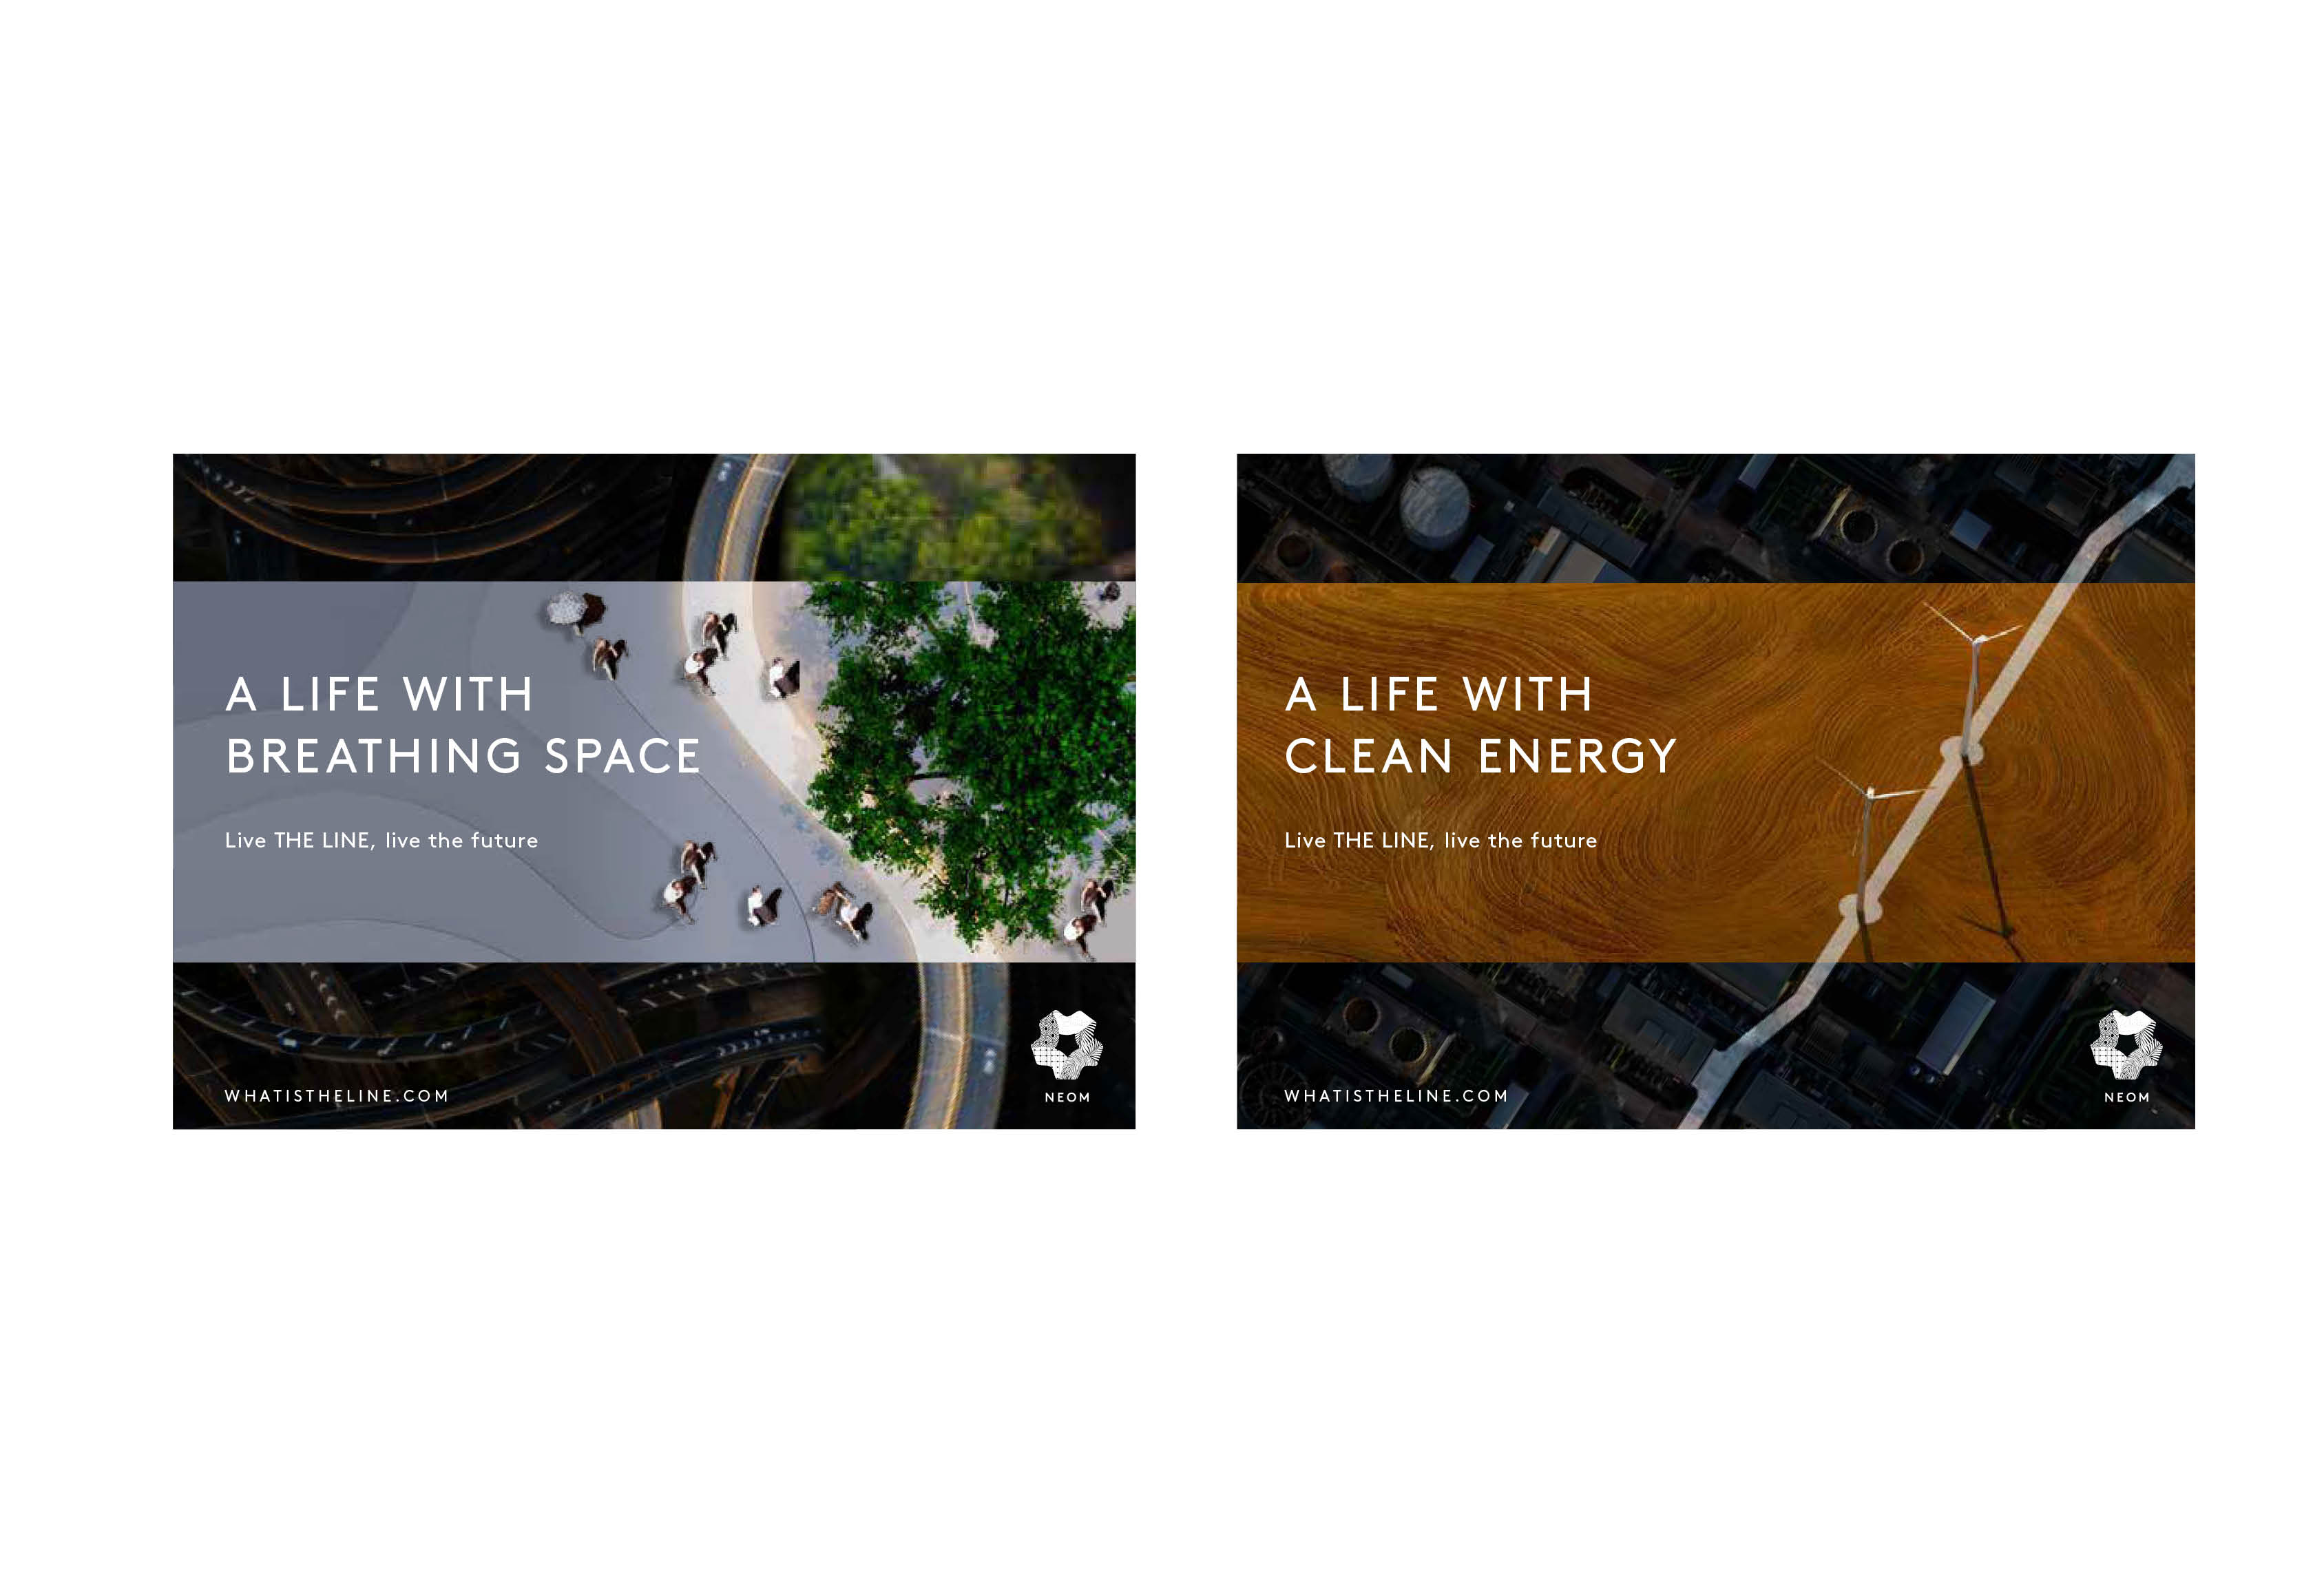 A LIFE WITH
BREATHING SPACE
Live THE LINE, live the future
WHATISTHELINE.COM
NEOM
A LIFE WITH
CLEAN ENERGY
Live THE LINE, live the future
WHATISTHELINE.COM
NEOM